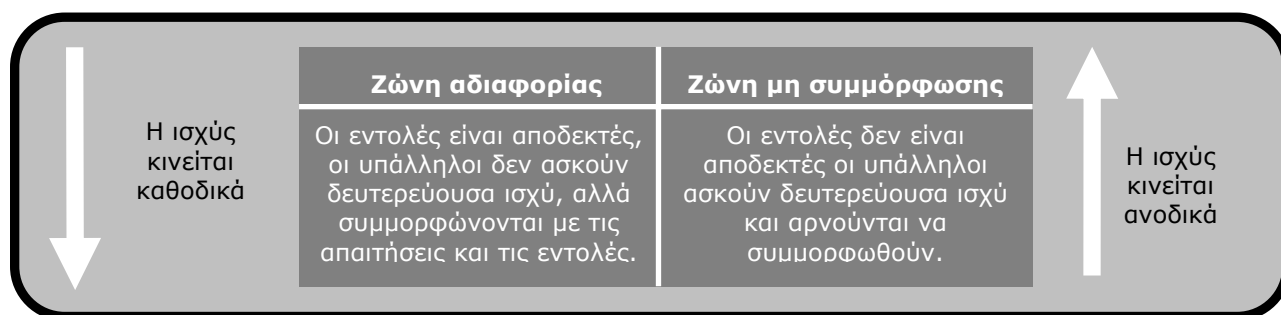 Η ισχύς
κινείται
καθοδικά
Ζώνη αδιαφορίας
Οι εντολές είναι αποδεκτές,
οι υπάλληλοι δεν ασκούν
δευτερεύουσα ισχύ, αλλά
συμμορφώνονται με τις
απαιτήσεις και τις εντολές.
Ζώνη μη συμμόρφωσης
Οι εντολές δεν είναι
αποδεκτές οι υπάλληλοι
ασκούν δευτερεύουσα ισχύ
και αρνούνται να
συμμορφωθούν.
Η ισχύς
κινείται
ανοδικά